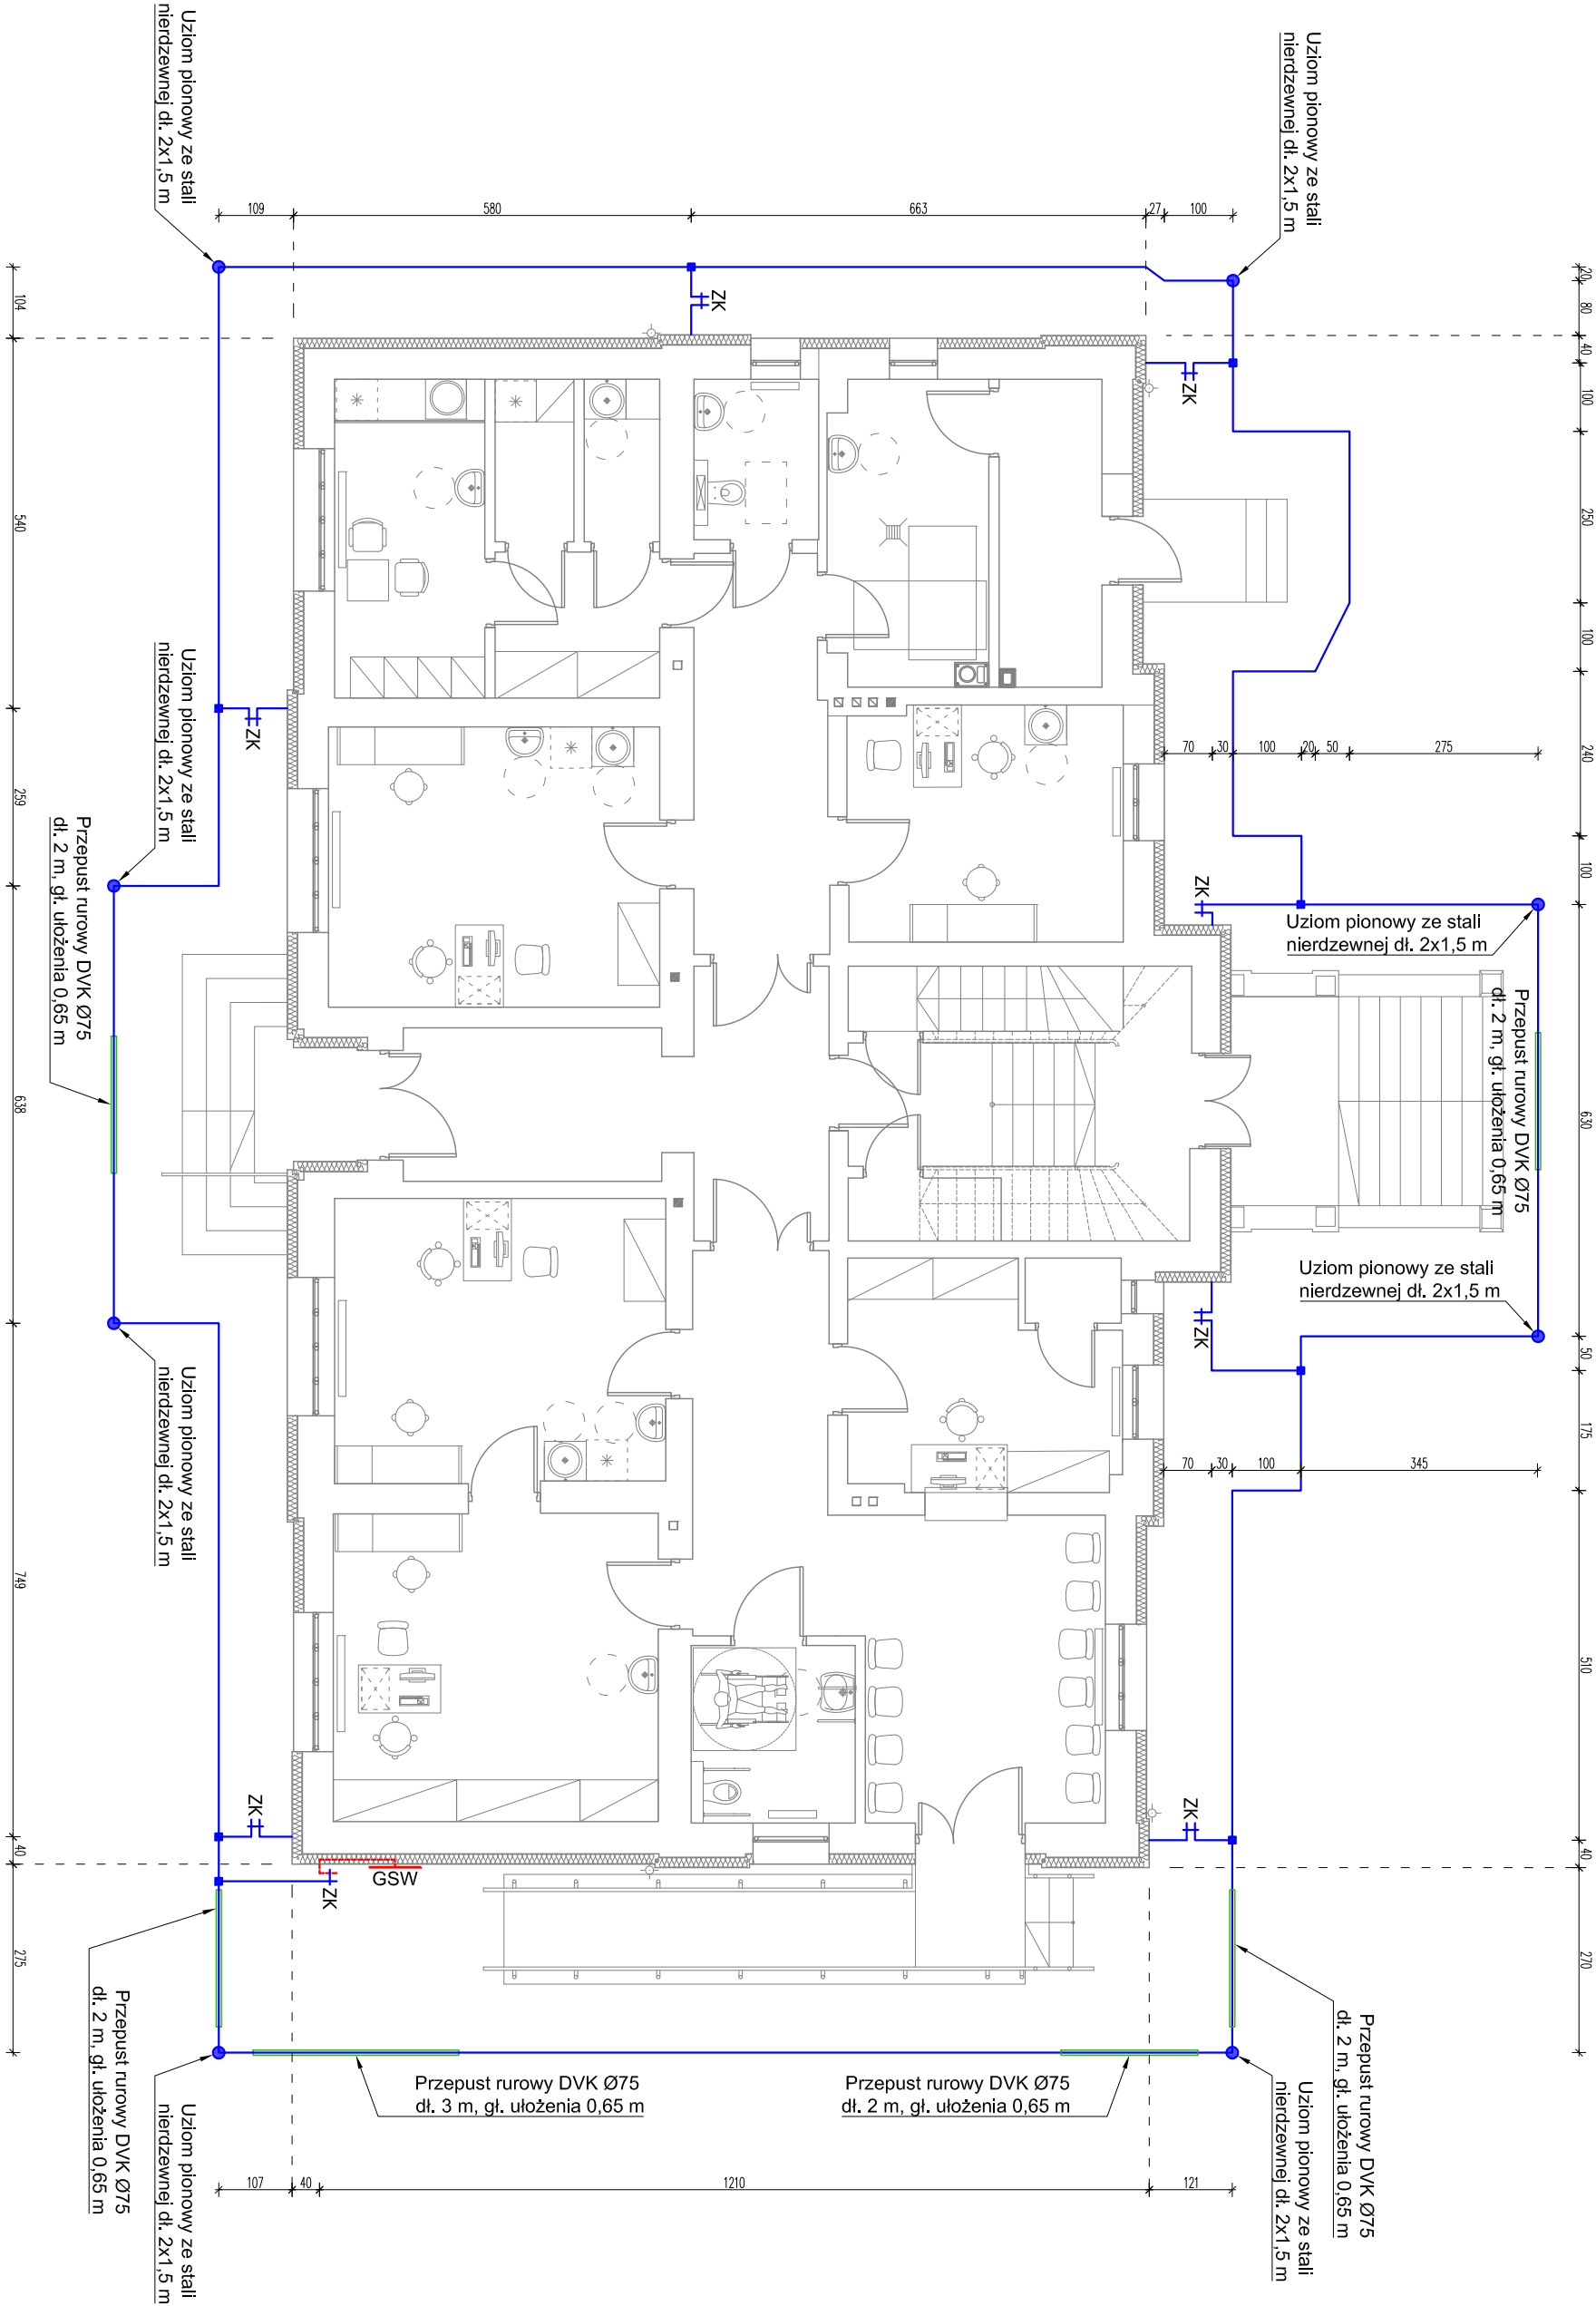 Uziom pionowy ze stali
nierdzewnej dł. 2x1,5 m
Uziom pionowy ze stali
nierdzewnej dł. 2x1,5 m
109
580
663
27
100
104
540
259
638
749
40
275
20
80
40
100
250
100
240
100
630
50
175
510
40
270
ZK
ZK
ZK
ZK
ZK
ZK
ZK
ZK
GSW
70
30
100
20
50
275
Uziom pionowy ze stali
nierdzewnej dł. 2x1,5 m
Przepust rurowy DVK Ø75
dł. 2 m, gł. ułożenia 0,65 m
Uziom pionowy ze stali
nierdzewnej dł. 2x1,5 m
Przepust rurowy DVK Ø75
dł. 2 m, gł. ułożenia 0,65 m
Uziom pionowy ze stali
nierdzewnej dł. 2x1,5 m
Uziom pionowy ze stali
nierdzewnej dł. 2x1,5 m
70
30
100
345
Przepust rurowy DVK Ø75
dł. 2 m, gł. ułożenia 0,65 m
Uziom pionowy ze stali
nierdzewnej dł. 2x1,5 m
Przepust rurowy DVK Ø75
dł. 3 m, gł. ułożenia 0,65 m
Przepust rurowy DVK Ø75
dł. 2 m, gł. ułożenia 0,65 m
Przepust rurowy DVK Ø75
dł. 2 m, gł. ułożenia 0,65 m
Uziom pionowy ze stali
nierdzewnej dł. 2x1,5 m
107
40
1210
121